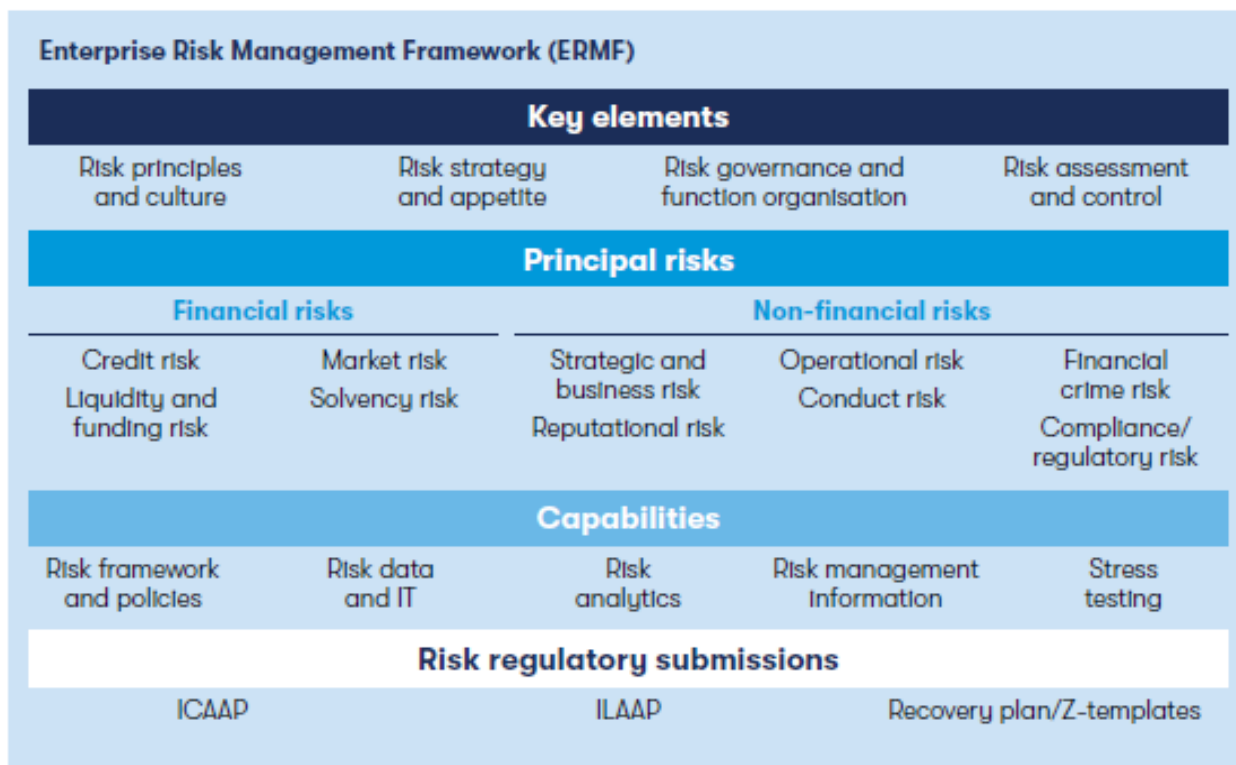 Enterprise Risk Management Framework (ERMF)
Key elements
Risk principles
and culture
Risk strategy
and appetite
Risk governance and
function organisation
Risk assessment
and control
Principal risks
Financial risks
Credit risk
Liquidity and
funding risk
Market risk
Solvency risk
Non-financial risks
Strategic and
business risk
Reputational risk
Operational risk
Conduct risk
Financial
crime risk
Compliance/
regulatory risk
Capabilities
Risk framework
and policies
Risk data
and IT
Risk
analytics
Risk management
information
Stress
testing
Risk regulatory submissions
ICAAP
ILAAP
Recovery plan/Z-templates